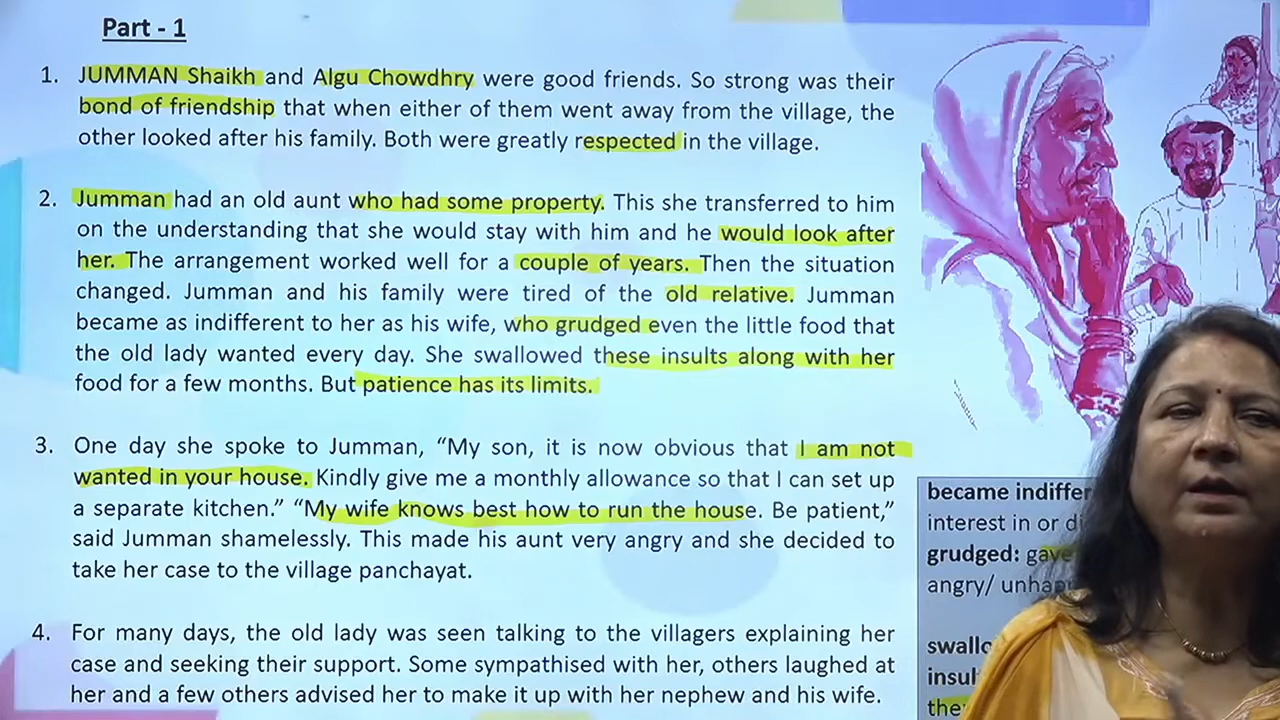 Part - 1
1. JUMMAN Shaikh and Algu Chowdhry were good friends. So strong was their
bond of friendship that when either of them went away from the village, the
other looked after his family. Both were greatly respected in the village.
2. Jumman had an old aunt who had some property. This she transferred to him
on the understanding that she would stay with him and he would look after
her. The arrangement worked well for a couple of years. Then the situation
changed. Jumman and his family were tired of the old relative. Jumman
became as indifferent to her as his wife, who grudged even the little food that
the old lady wanted every day. She swallowed these insults along with her
food for a few months. But patience has its limits.
3. One day she spoke to Jumman, “My son, it is now obvious that I am not
wanted in your house. Kindly give me a monthly allowance so that I can set up
a separate kitchen.” “My wife knows best how to run the house. Be patient,”
said Jumman shamelessly. This made his aunt very angry and she decided to
take her case to the village panchayat.
4. For many days, the old lady was seen talking to the villagers explaining her
case and seeking their support. Some sympathised with her, others laughed at
her and a few others advised her to make it up with her nephew and his wife.
became
interest in or
grudged: gave
angry/